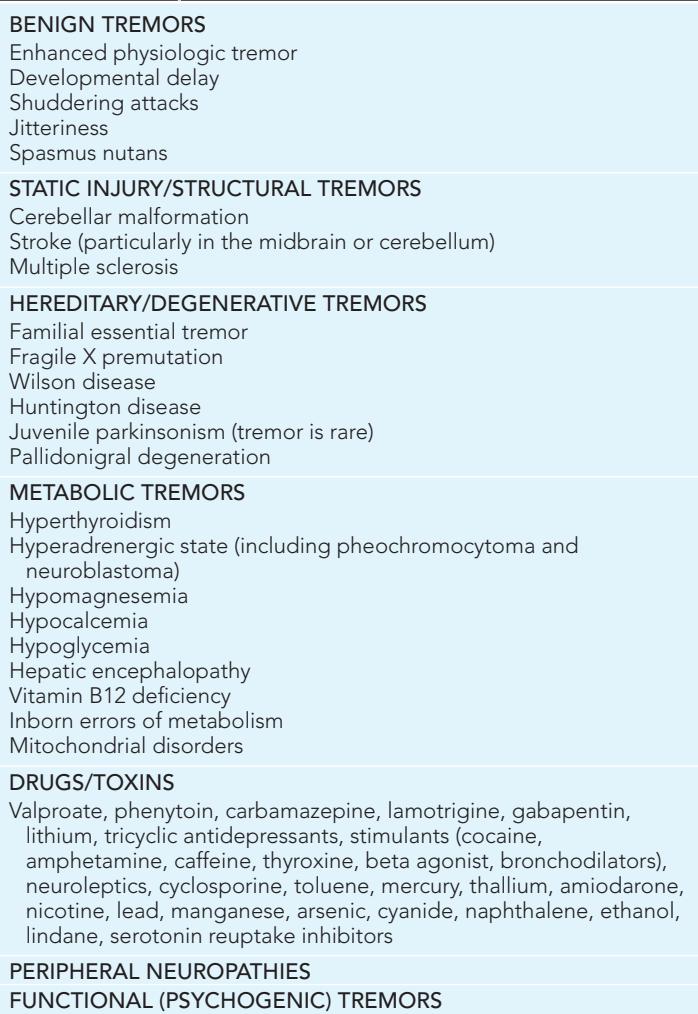 BENIGN TREMORS
Enhanced physiologic tremor
Developmental delay
Shuddering attacks
Jitteriness
Spasmus nutans
STATIC INJURY/STRUCTURAL TREMORS
Cerebellar malformation
Stroke (particularly in the midbrain or cerebellum)
Multiple sclerosis
HEREDITARY/DEGENERATIVE TREMORS
Familial essential tremor
Fragile X premutation
Wilson disease
Huntington disease
Juvenile parkinsonism (tremor is rare)
Pallidonigral degeneration
METABOLIC TREMORS
Hyperthyroidism
Hyperadrenergic state (including pheochromocytoma and
neuroblastoma)
Hypomagnesemia
Hypocalcemia
Hypoglycemia
Hepatic encephalopathy
Vitamin B12 deficiency
Inborn errors of metabolism
Mitochondrial disorders
DRUGS/TOXINS
Valproate, phenytoin, carbamazepine, lamotrigine, gabapentin,
lithium, tricyclic antidepressants, stimulants (cocaine,
amphetamine, caffeine, thyroxine, beta agonist, bronchodilators),
neuroleptics, cyclosporine, toluene, mercury, thallium, amiodarone,
nicotine, lead, manganese, arsenic, cyanide, naphthalene, ethanol,
lindane, serotonin reuptake inhibitors
PERIPHERAL NEUROPATHIES
FUNCTIONAL (PSYCHOGENIC) TREMORS